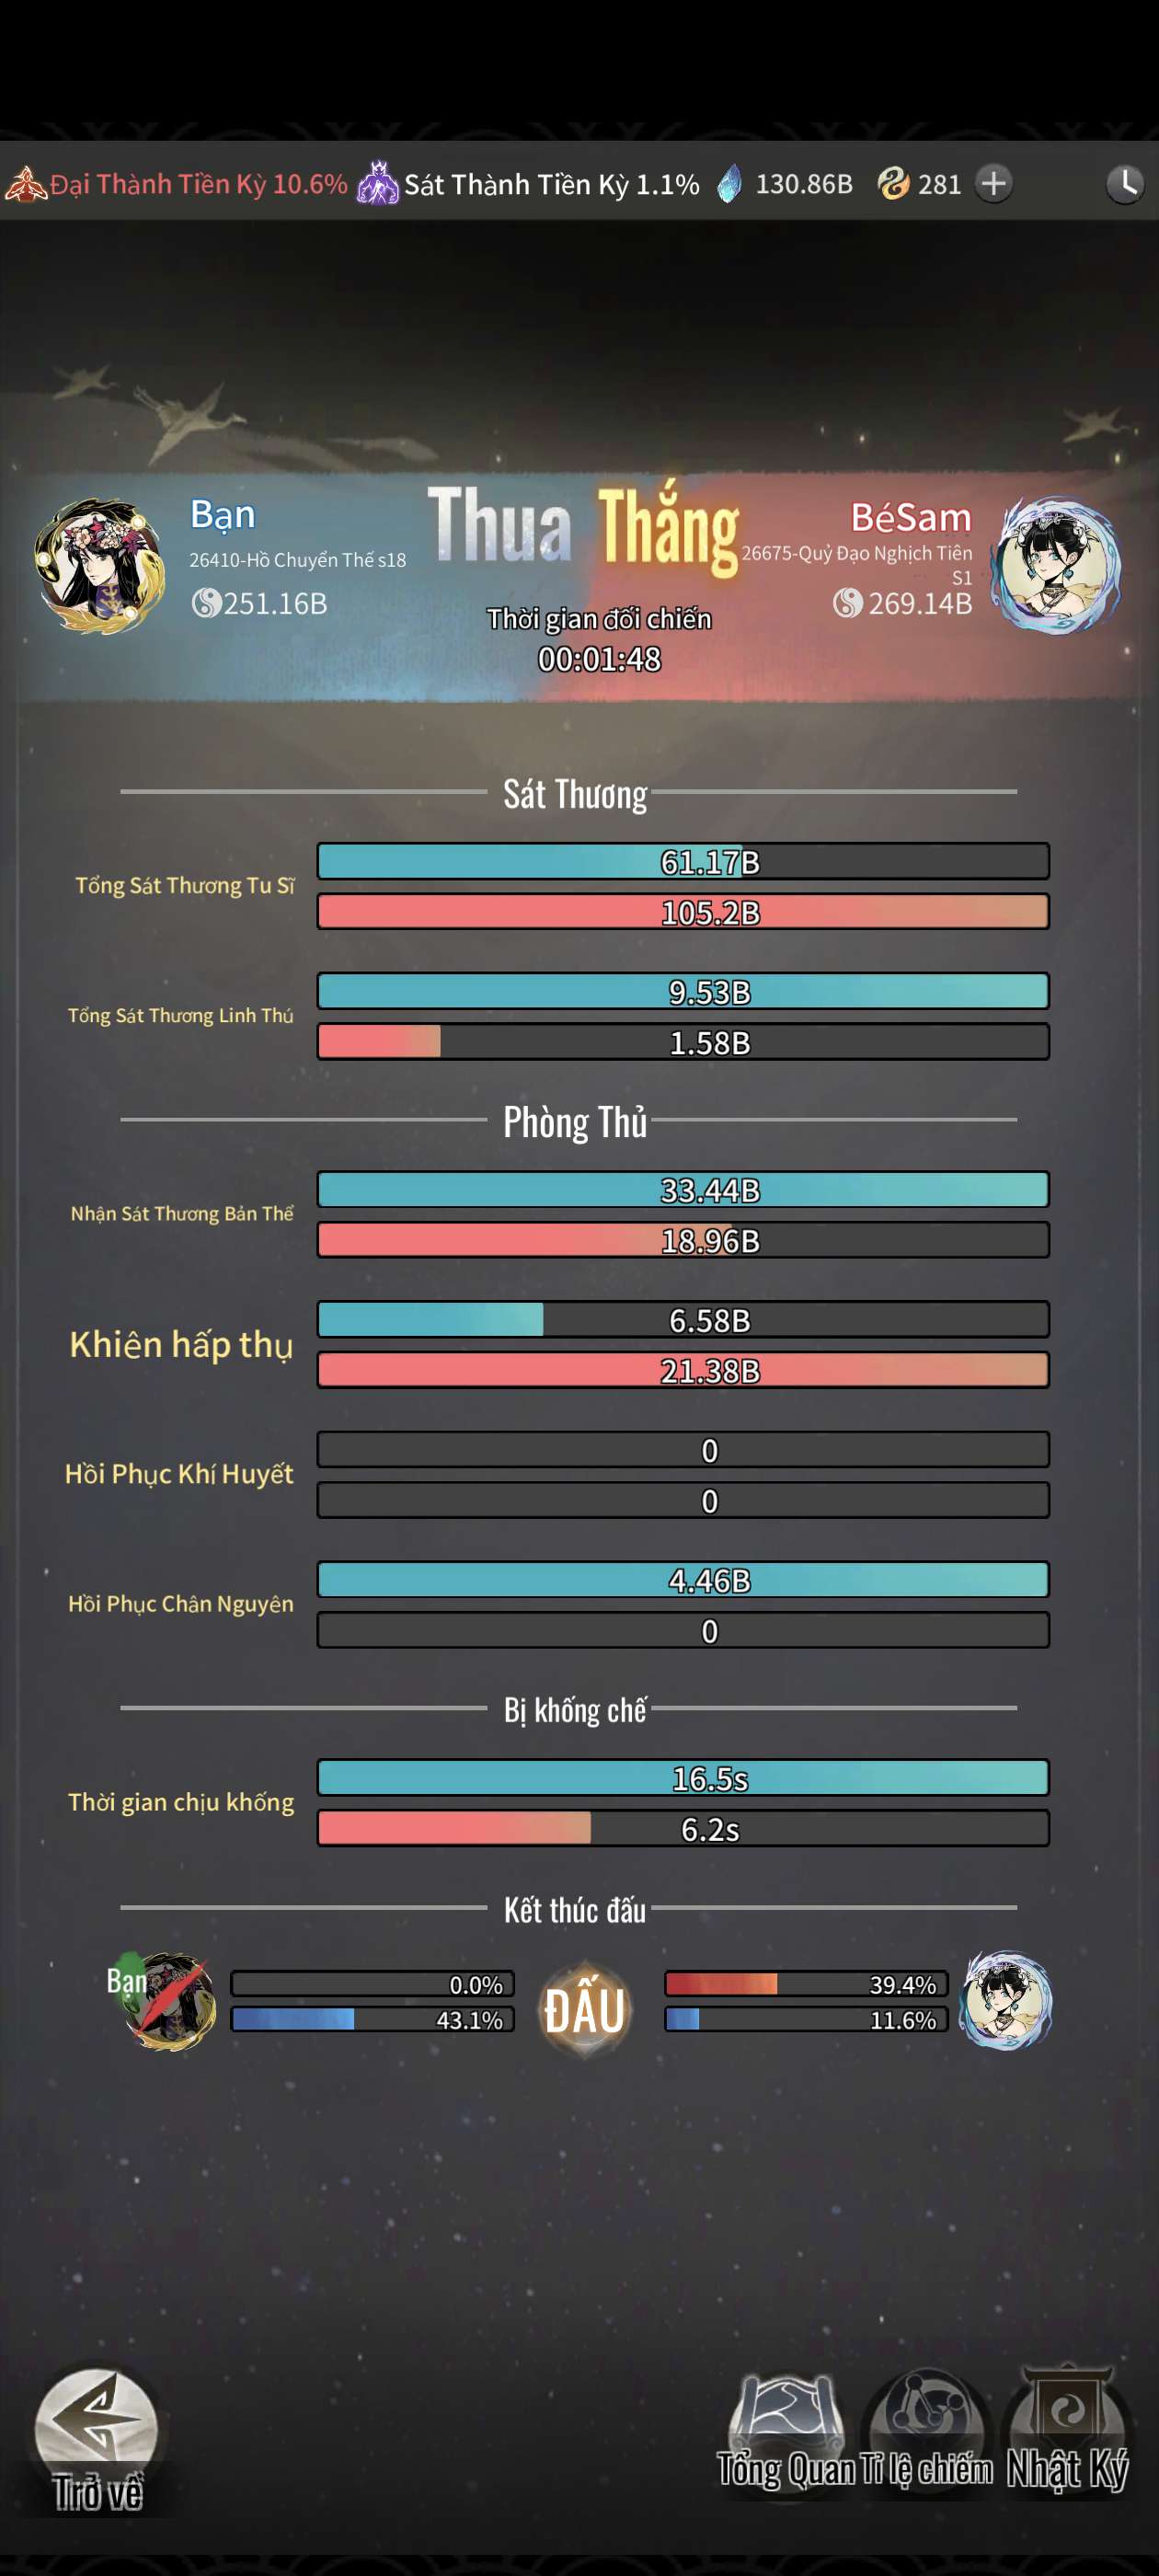 Đại Thành Tiền Kỳ 10.6% Sát Thành Tiền Kỳ 1.1% 130.86B 281
Bạn Thua Thắng BéSam
26410-Hồ Chuyển Thế s18 26675-Quỷ Đạo Nghịch Tiên
S1
251.16B 269.14B
Thời gian đối chiến
00:01:48
Sát Thương
61.17B
Tổng Sát Thương Tu Sĩ
105.2B
9.53B
Tổng Sát Thương Linh Thú
1.58B
Phòng Thủ
33.44B
Nhận Sát Thương Bản Thể
18.96B
6.58B
Khiên hấp thụ
21.38B
0
Hồi Phục Khí Huyết
0
4.46B
Hồi Phục Chân Nguyên
0
Bị khống chế
16.5s
Thời gian chịu khống
6.2s
Kết thúc đấu
Bạn 0.0% ĐẤU 39.4%
43.1% 11.6%
Trở về Tổng Quan Tỉ lệ chiếm Nhật Ký